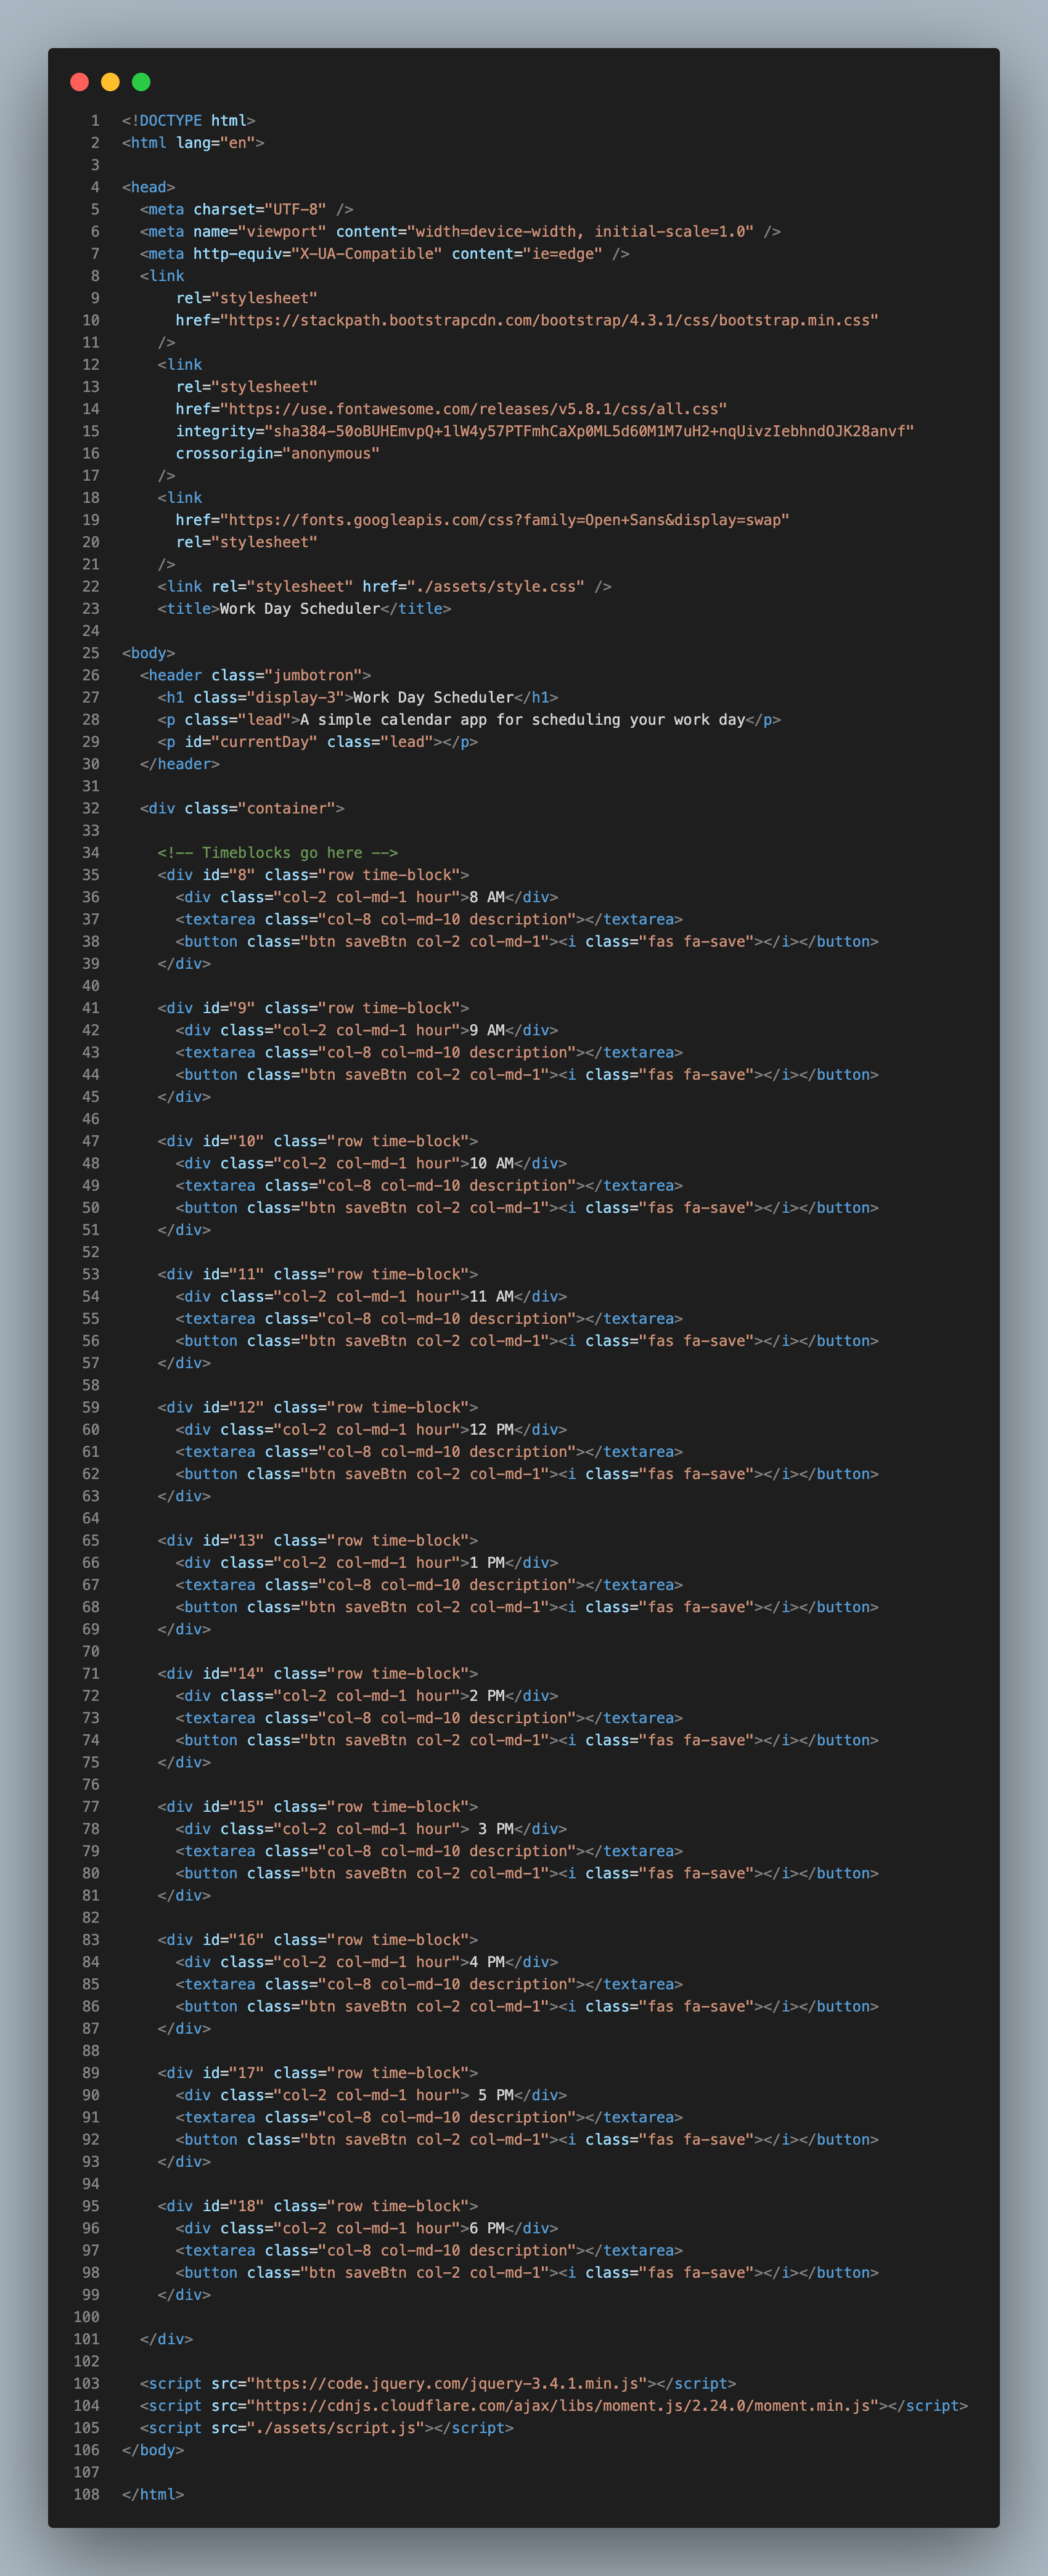 1 <!DOCTYPE html>
2 <html lang="en">
3
4 <head>
5   <meta charset="UTF-8" />
6   <meta name="viewport" content="width=device-width, initial-scale=1.0" />
7   <meta http-equiv="X-UA-Compatible" content="ie=edge" />
8   <link
9       rel="stylesheet"
10       href="https://stackpath.bootstrapcdn.com/bootstrap/4.3.1/css/bootstrap.min.css"
11     />
12     <link
13       rel="stylesheet"
14       href="https://use.fontawesome.com/releases/v5.8.1/css/all.css"
15       integrity="sha384-50oBUHEmvpQ+1lW4y57PTFmhCaXp0ML5d60M1M7uH2+nqUivzIebhndOJK28anvf"
16       crossorigin="anonymous"
17     />
18     <link
19       href="https://fonts.googleapis.com/css?family=Open+Sans&display=swap"
20       rel="stylesheet"
21     />
22     <link rel="stylesheet" href="./assets/style.css" />
23     <title>Work Day Scheduler</title>
24
25 <body>
26   <header class="jumbotron">
27     <h1 class="display-3">Work Day Scheduler</h1>
28     <p class="lead">A simple calendar app for scheduling your work day</p>
29     <p id="currentDay" class="lead"></p>
30   </header>
31
32   <div class="container">
33
34     <!-- Timeblocks go here -->
35     <div id="8" class="row time-block">
36       <div class="col-2 col-md-1 hour">8 AM</div>
37       <textarea class="col-8 col-md-10 description"></textarea>
38       <button class="btn saveBtn col-2 col-md-1"><i class="fas fa-save"></i></button>
39     </div>
40
41     <div id="9" class="row time-block">
42       <div class="col-2 col-md-1 hour">9 AM</div>
43       <textarea class="col-8 col-md-10 description"></textarea>
44       <button class="btn saveBtn col-2 col-md-1"><i class="fas fa-save"></i></button>
45     </div>
46
47     <div id="10" class="row time-block">
48       <div class="col-2 col-md-1 hour">10 AM</div>
49       <textarea class="col-8 col-md-10 description"></textarea>
50       <button class="btn saveBtn col-2 col-md-1"><i class="fas fa-save"></i></button>
51     </div>
52
53     <div id="11" class="row time-block">
54       <div class="col-2 col-md-1 hour">11 AM</div>
55       <textarea class="col-8 col-md-10 description"></textarea>
56       <button class="btn saveBtn col-2 col-md-1"><i class="fas fa-save"></i></button>
57     </div>
58
59     <div id="12" class="row time-block">
60       <div class="col-2 col-md-1 hour">12 PM</div>
61       <textarea class="col-8 col-md-10 description"></textarea>
62       <button class="btn saveBtn col-2 col-md-1"><i class="fas fa-save"></i></button>
63     </div>
64
65     <div id="13" class="row time-block">
66       <div class="col-2 col-md-1 hour">1 PM</div>
67       <textarea class="col-8 col-md-10 description"></textarea>
68       <button class="btn saveBtn col-2 col-md-1"><i class="fas fa-save"></i></button>
69     </div>
70
71     <div id="14" class="row time-block">
72       <div class="col-2 col-md-1 hour">2 PM</div>
73       <textarea class="col-8 col-md-10 description"></textarea>
74       <button class="btn saveBtn col-2 col-md-1"><i class="fas fa-save"></i></button>
75     </div>
76
77     <div id="15" class="row time-block">
78       <div class="col-2 col-md-1 hour"> 3 PM</div>
79       <textarea class="col-8 col-md-10 description"></textarea>
80       <button class="btn saveBtn col-2 col-md-1"><i class="fas fa-save"></i></button>
81     </div>
82
83     <div id="16" class="row time-block">
84       <div class="col-2 col-md-1 hour">4 PM</div>
85       <textarea class="col-8 col-md-10 description"></textarea>
86       <button class="btn saveBtn col-2 col-md-1"><i class="fas fa-save"></i></button>
87     </div>
88
89     <div id="17" class="row time-block">
90       <div class="col-2 col-md-1 hour"> 5 PM</div>
91       <textarea class="col-8 col-md-10 description"></textarea>
92       <button class="btn saveBtn col-2 col-md-1"><i class="fas fa-save"></i></button>
93     </div>
94
95     <div id="18" class="row time-block">
96       <div class="col-2 col-md-1 hour">6 PM</div>
97       <textarea class="col-8 col-md-10 description"></textarea>
98       <button class="btn saveBtn col-2 col-md-1"><i class="fas fa-save"></i></button>
99     </div>
100
101   </div>
102
103   <script src="https://code.jquery.com/jquery-3.4.1.min.js"></script>
104   <script src="https://cdnjs.cloudflare.com/ajax/libs/moment.js/2.24.0/moment.min.js"></script>
105   <script src="./assets/script.js"></script>
106 </body>
107
108 </html>